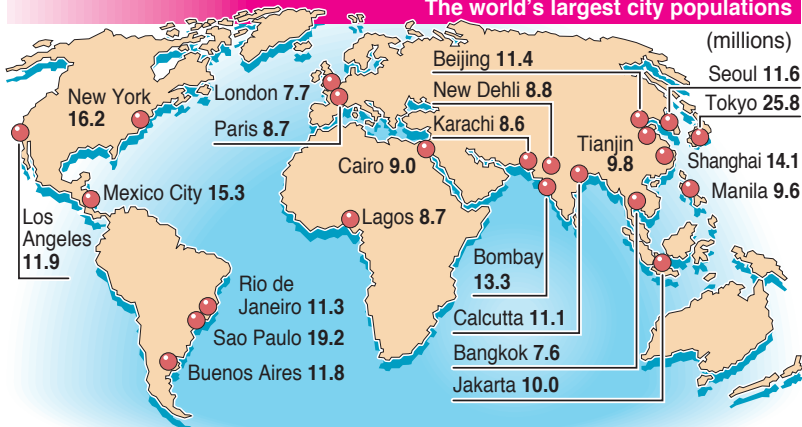 The world's largest city populations
(millions)
Beijing 11.4
Seoul 11.6
New York
16.2
London 7.7
New Dehli 8.8
Tokyo 25.8
Paris 8.7
Karachi 8.6
Tianjin
9.8
Cairo 9.0
Shanghai 14.1
Mexico City 15.3
Manila 9.6
Los
Angeles
11.9
Lagos 8.7
Bombay
13.3
Rio de
Janeiro 11.3
Calcutta 11.1
Sao Paulo 19.2
Bangkok 7.6
Buenos Aires 11.8
Jakarta 10.0